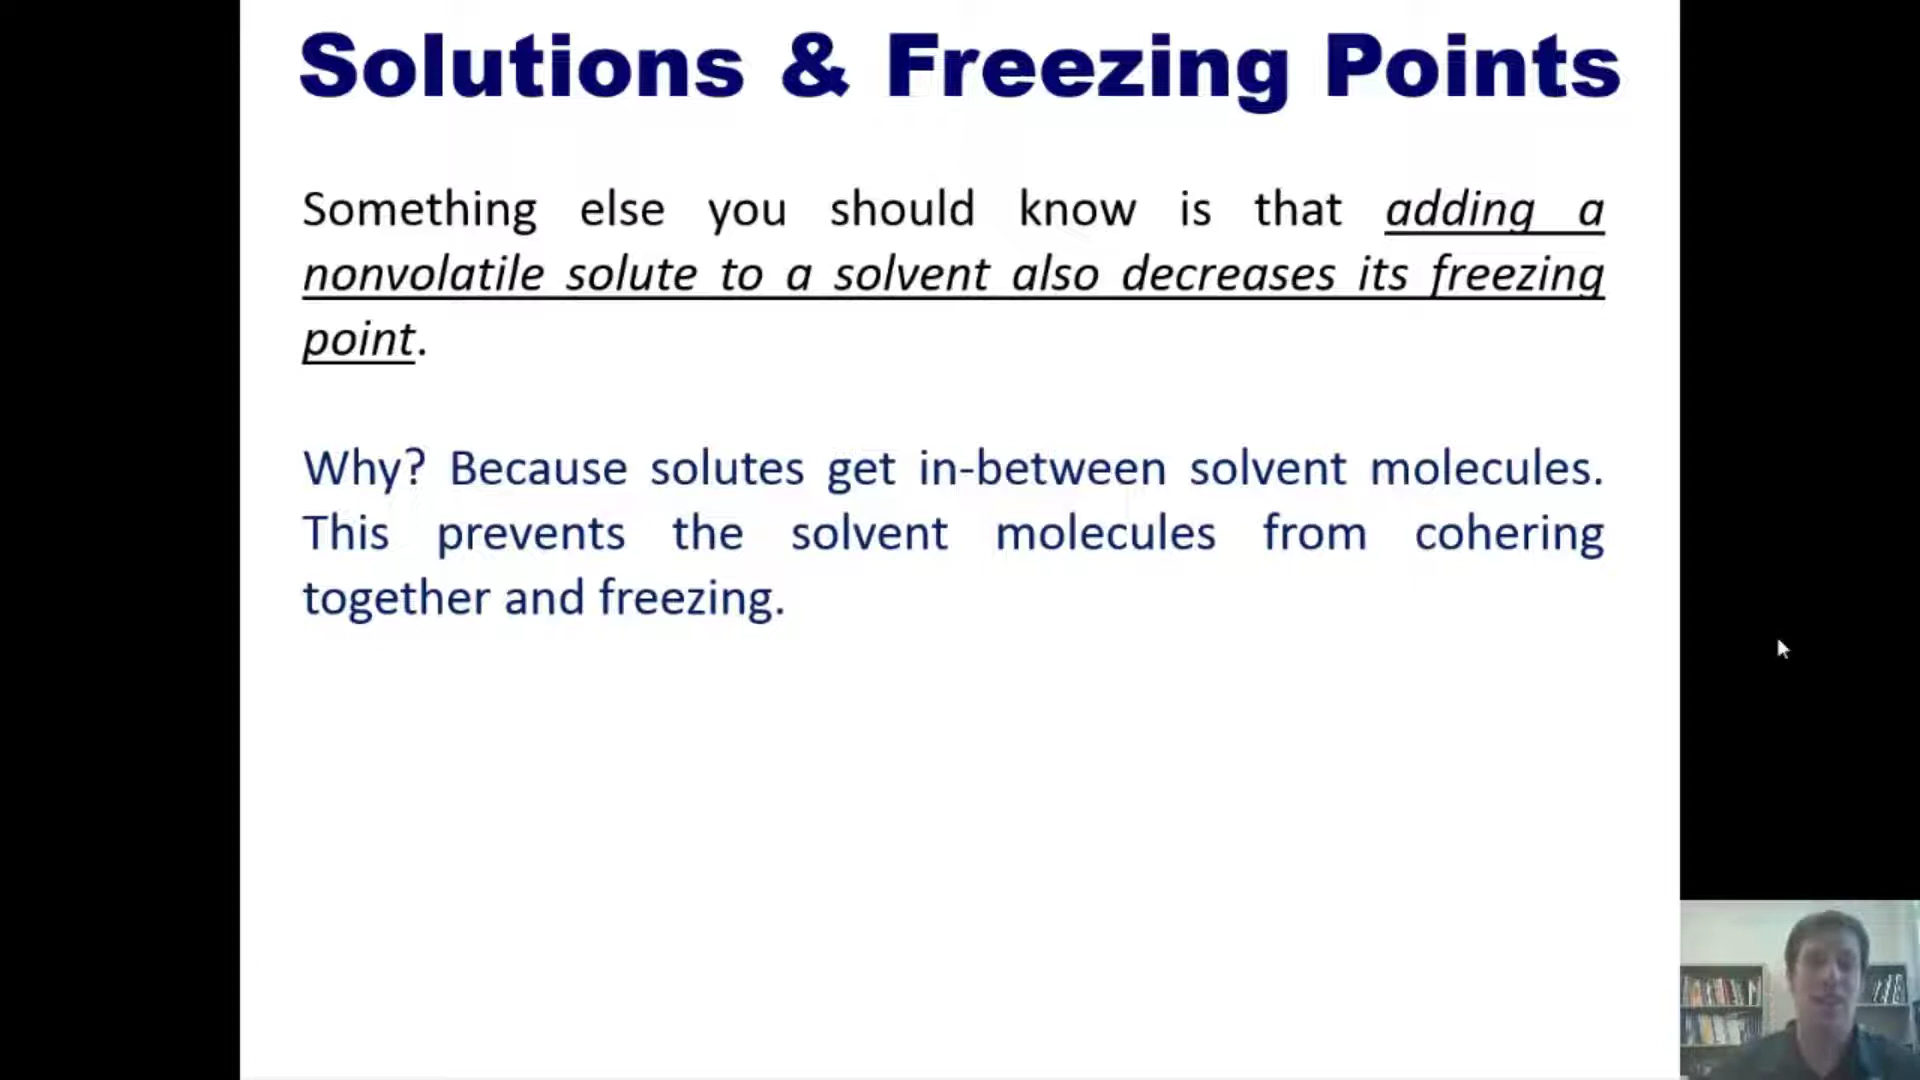 Solutions & Freezing Points
Something else you should know is that adding a
nonvolatile solute to a solvent also decreases its freezing
point.
Why? Because solutes get in-between solvent molecules.
This prevents the solvent molecules from cohering
together and freezing.